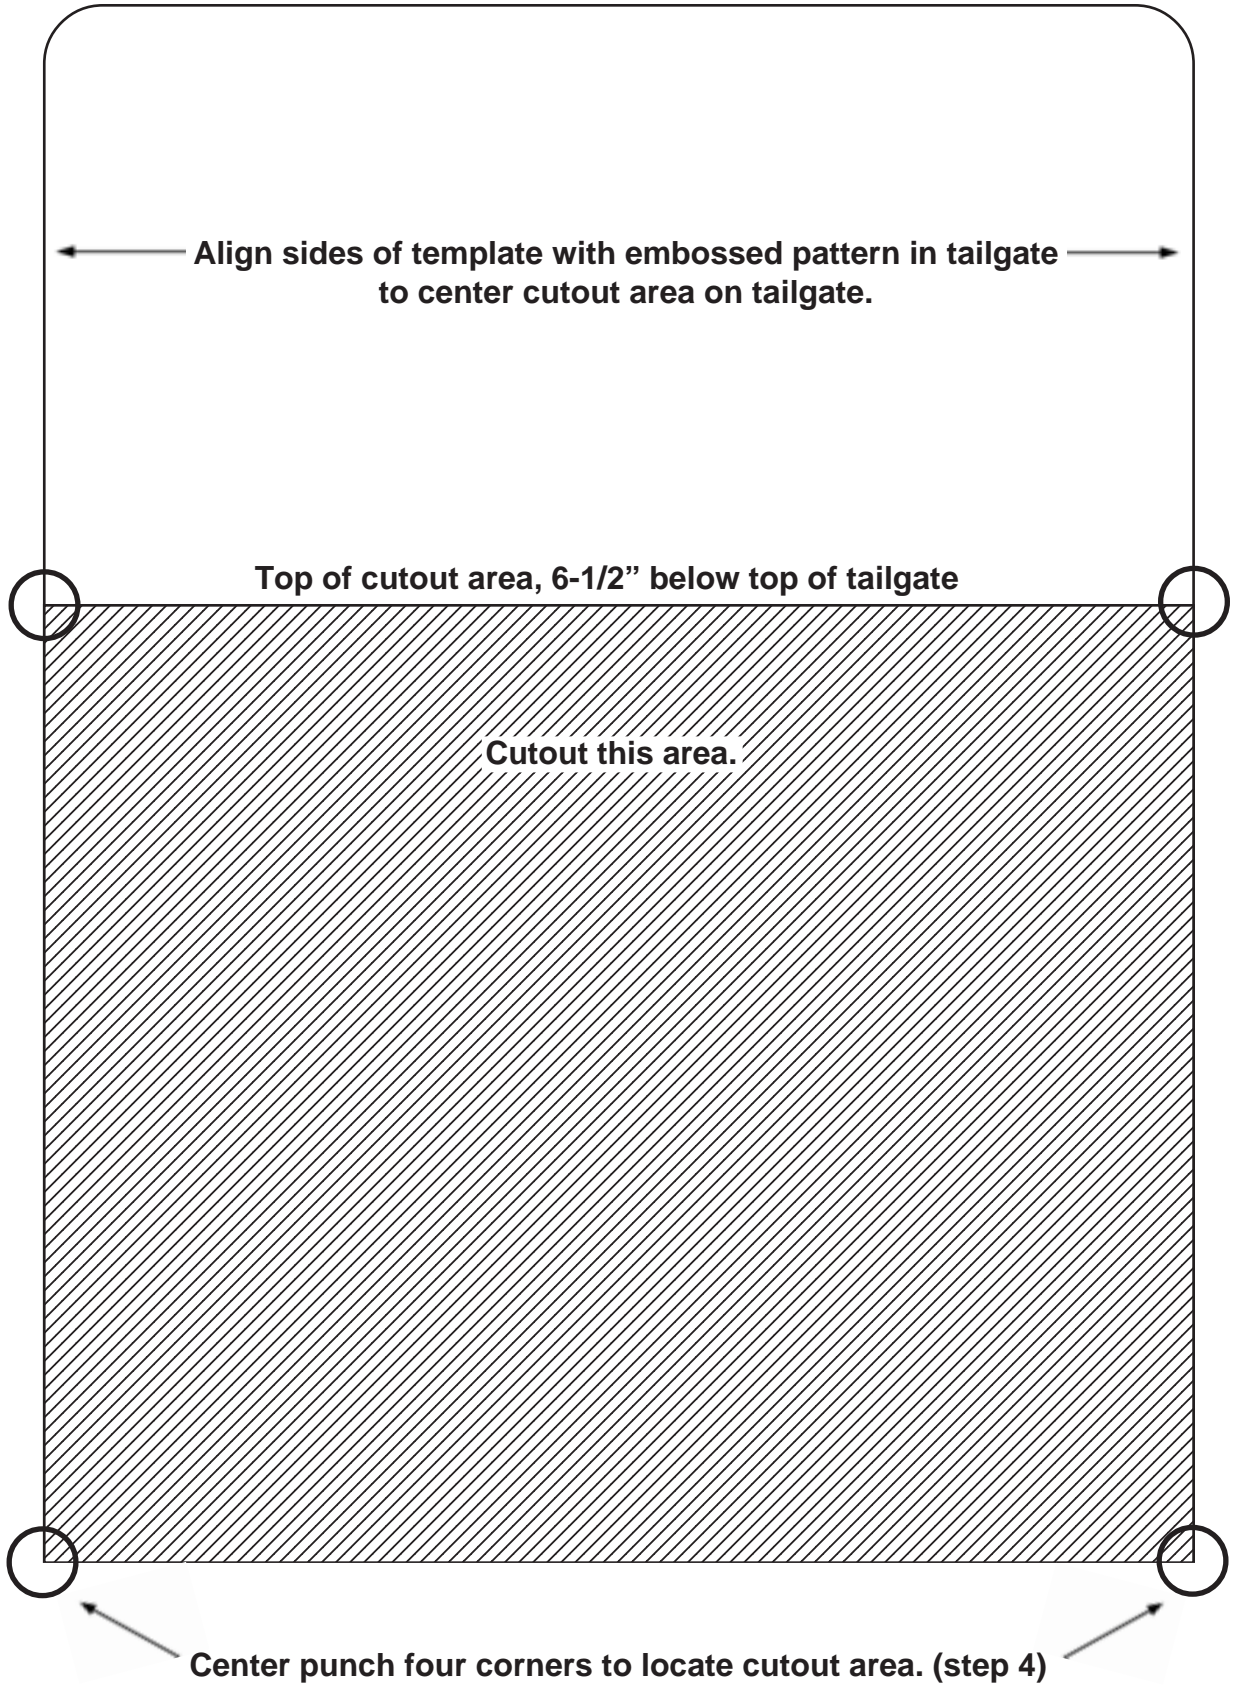 Align sides of template with embossed pattern in tailgate
to center cutout area on tailgate.
Top of cutout area, 6-1/2” below top of tailgate
Cutout this area.
Center punch four corners to locate cutout area. (step 4)